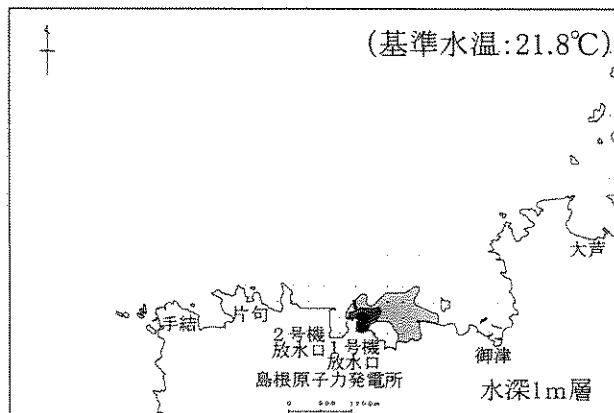 (基準水温:21.8℃)
大芦
手結
片句
2号機
放水口
1号機
放水口
御津
島根原子力発電所
水深1m層
0